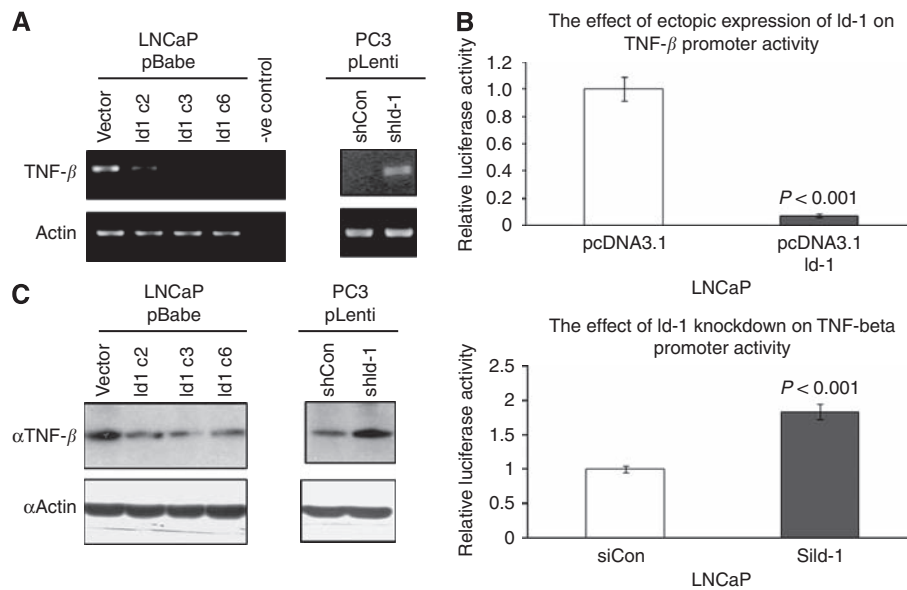 A
LNCaP
pBabe
PC3
pLenti
Vector
Id1 c2
Id1 c3
Id1 c6
-ve control
shCon
shId-1
TNF-β
Actin
B
The effect of ectopic expression of Id-1 on
TNF-β promoter activity
Relative luciferase activity
1.2
1.0
0.8
0.6
0.4
0.2
0
P < 0.001
pcDNA3.1
pcDNA3.1
Id-1
LNCaP
C
LNCaP
pBabe
PC3
pLenti
Vector
Id1 c2
Id1 c3
Id1 c6
shCon
shId-1
αTNF-β
αActin
The effect of Id-1 knockdown on TNF-beta
promoter activity
Relative luciferase activity
2.5
2
1.5
1
0.5
0
P < 0.001
siCon
SiId-1
LNCaP